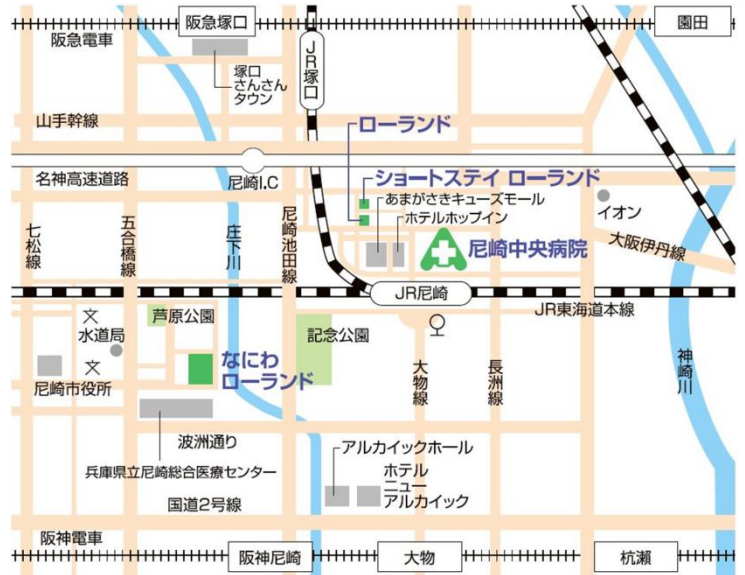 阪急塚口
園田
阪急電車
JR塚口
塚口
さんさん
タウン
山手幹線
ローランド
名神高速道路
尼崎I.C
ショートステイ ローランド
あまがさきキューズモール
ホテルホップイン
イオン
七松線
五合橋線
庄下川
尼崎池田線
尼崎中央病院
大阪伊丹線
JR尼崎
JR東海道本線
芦原公園
水道局
記念公園
なにわ
ローランド
大物線
長洲線
神崎川
尼崎市役所
波洲通り
アルカイックホール
兵庫県立尼崎総合医療センター
ホテル
ニュー
アルカイック
国道2号線
阪神電車
阪神尼崎
大物
杭瀬